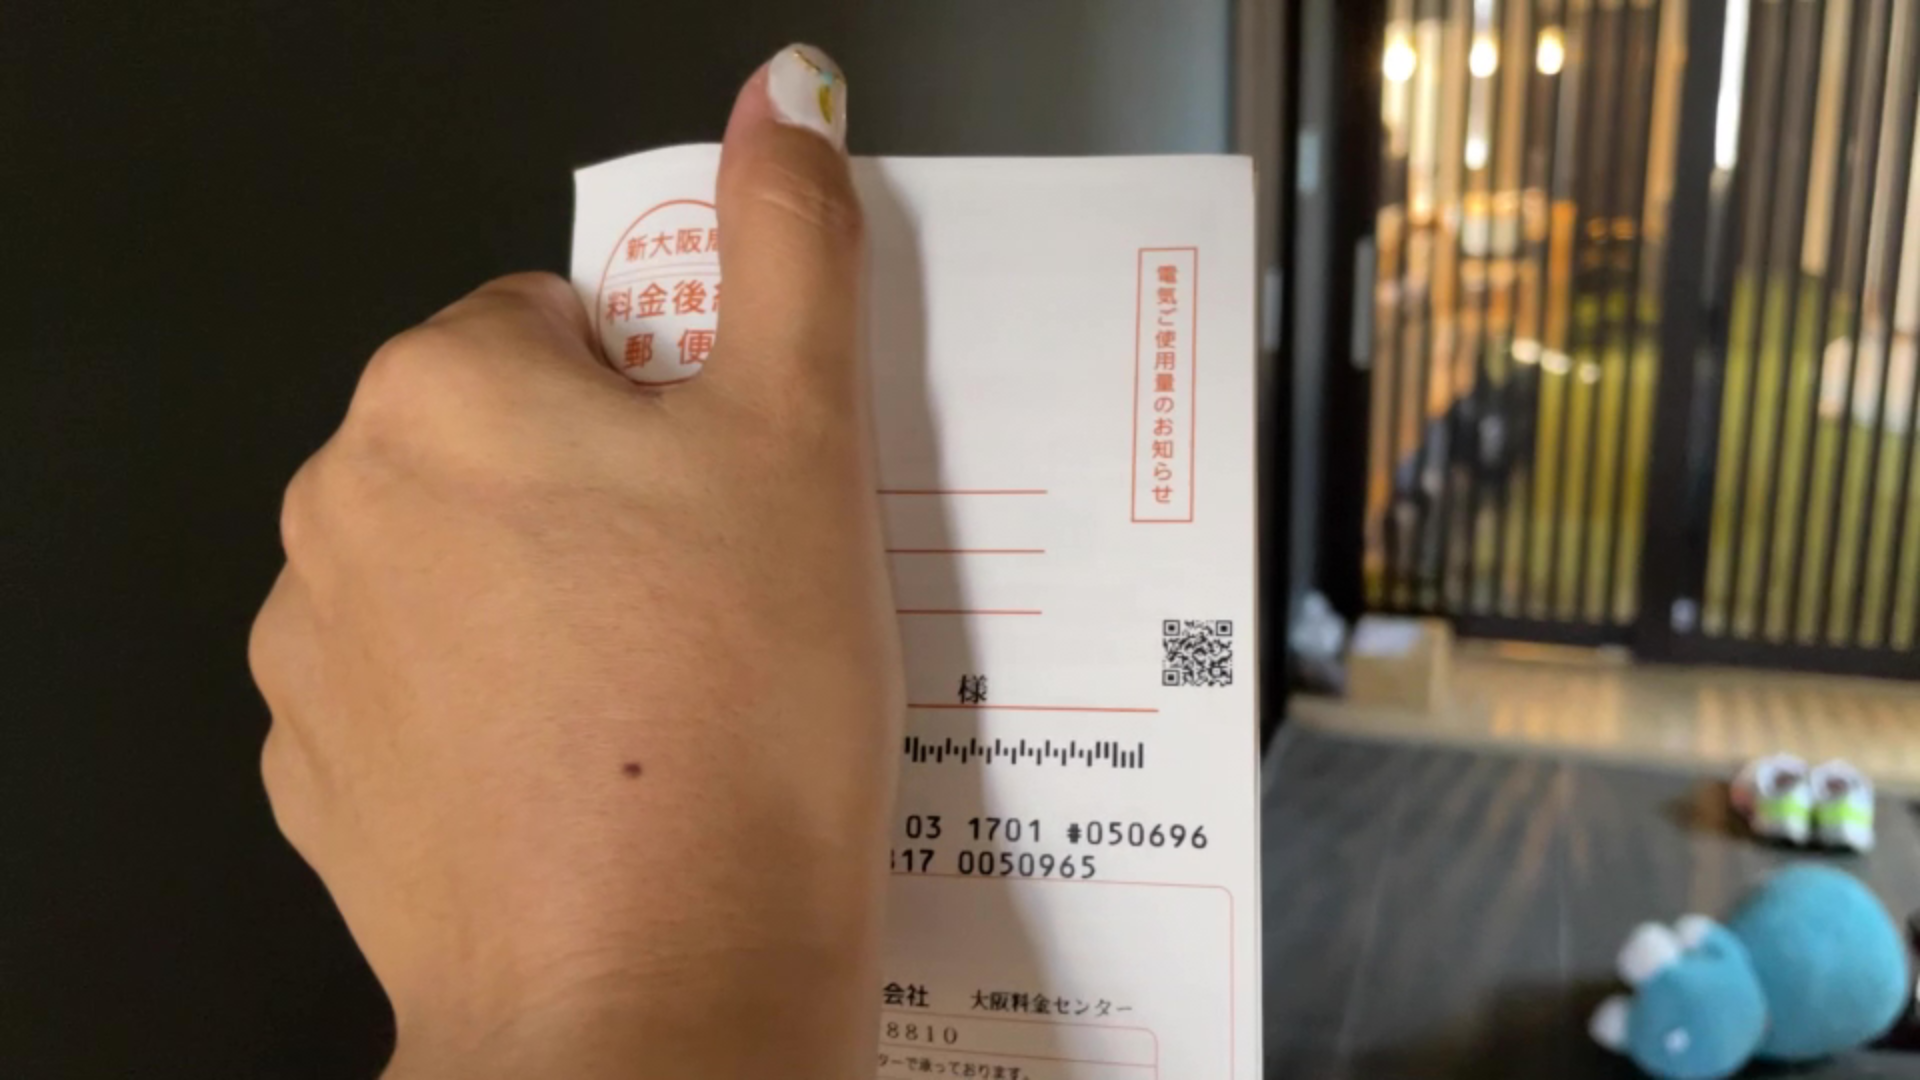 新大阪
料金後
郵便
電気ご使用量のお知らせ
様
03 1701 #050696
17 0050965
会社 大阪料金センター
8810
ターで承っております。